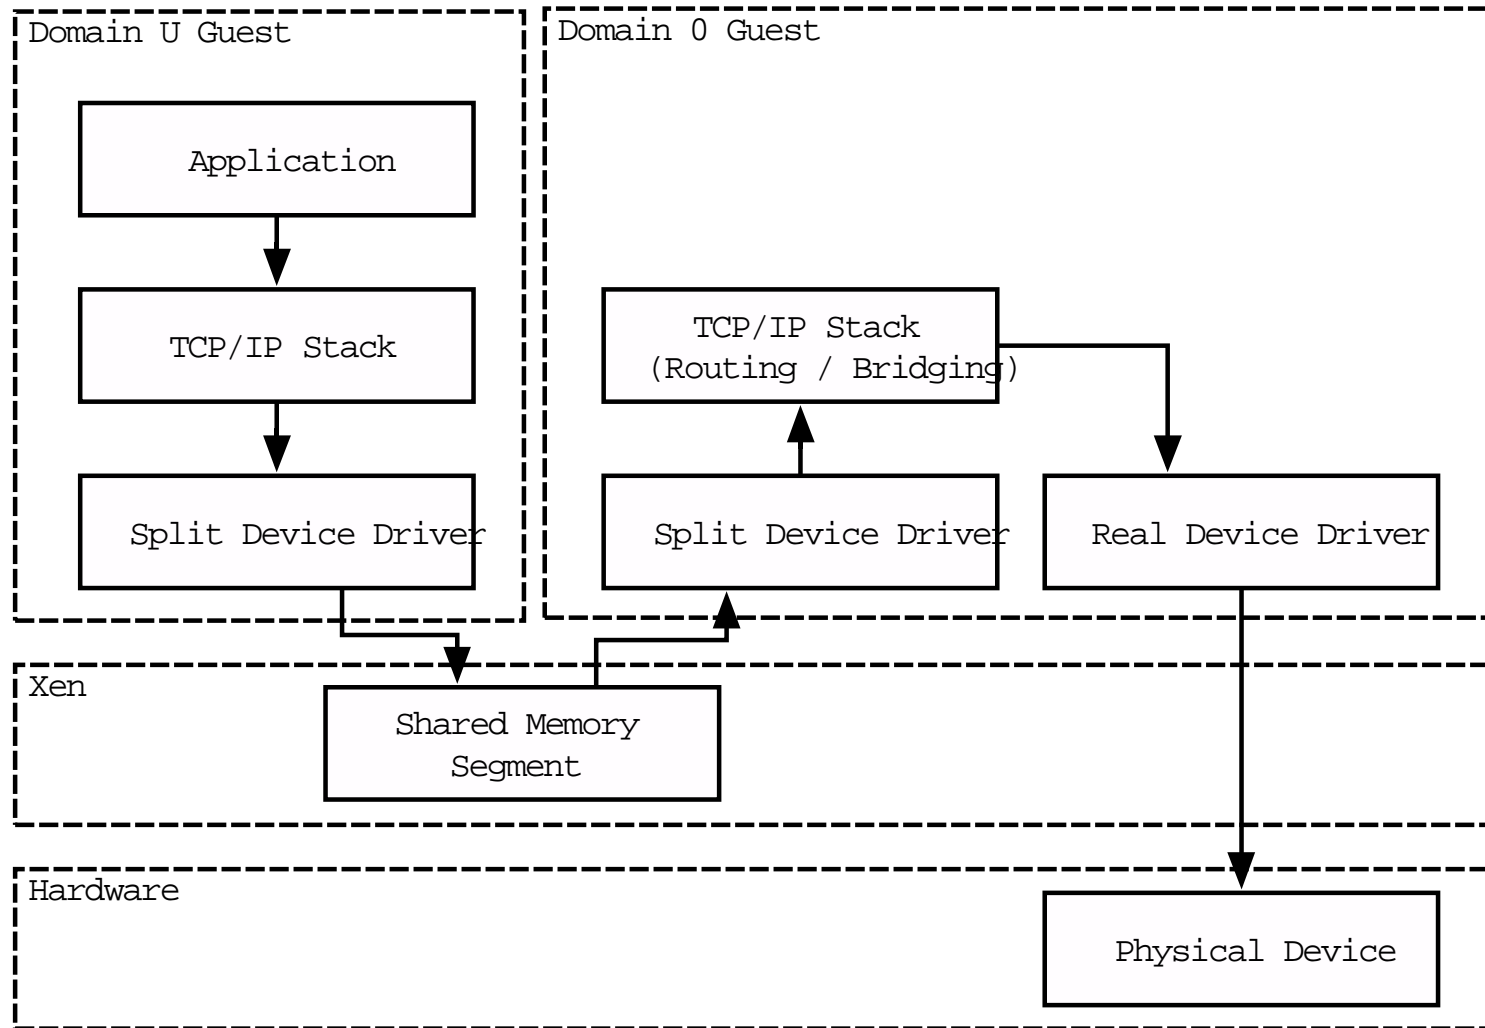 Domain U Guest
Domain 0 Guest
Application
TCP/IP Stack
TCP/IP Stack
(Routing / Bridging)
Split Device Driver
Split Device Driver
Real Device Driver
Xen
Shared Memory
Segment
Hardware
Physical Device